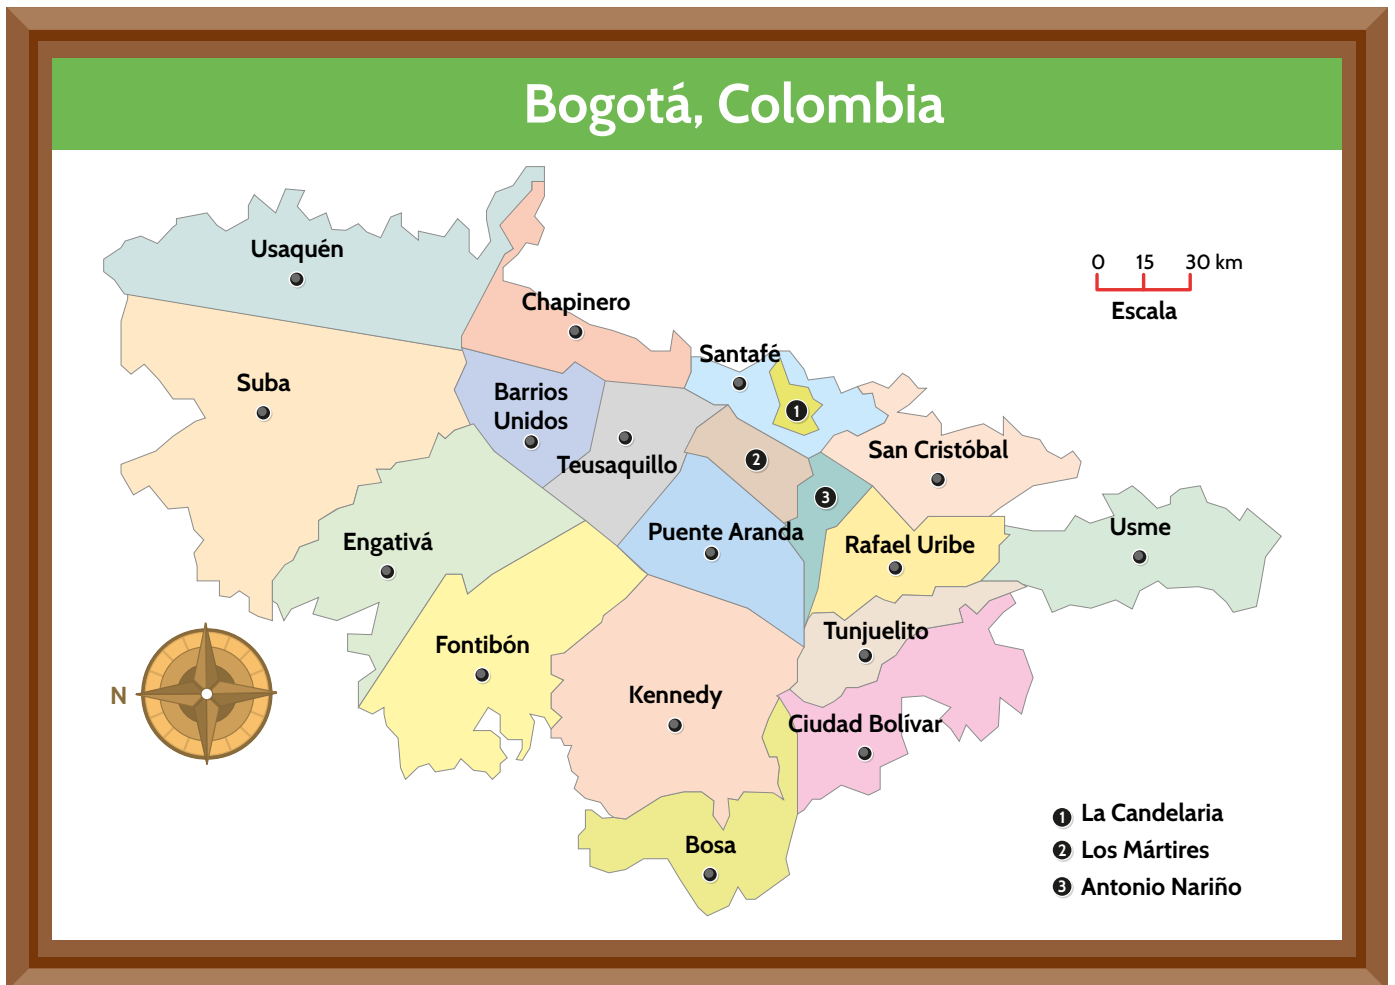 Bogotá, Colombia
Usaquén
Chapinero
0 15 30 km
Escala
Santafé
Suba
Barrios
Unidos
1
Teusaquillo
2
San Cristóbal
3
Puente Aranda
Rafael Uribe
Usme
Engativá
Tunjuelito
Fontibón
N
Kennedy
Ciudad Bolívar
Bosa
1 La Candelaria
2 Los Mártires
3 Antonio Nariño